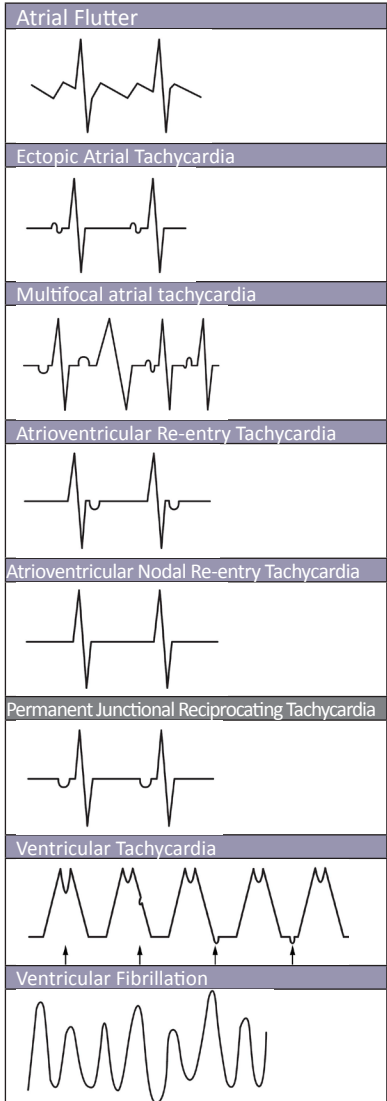 Atrial Flutter
Ectopic Atrial Tachycardia
Multifocal atrial tachycardia
Atrioventricular Re-entry Tachycardia
Atrioventricular Nodal Re-entry Tachycardia
Permanent Junctional Reciprocating Tachycardia
Ventricular Tachycardia
Ventricular Fibrillation